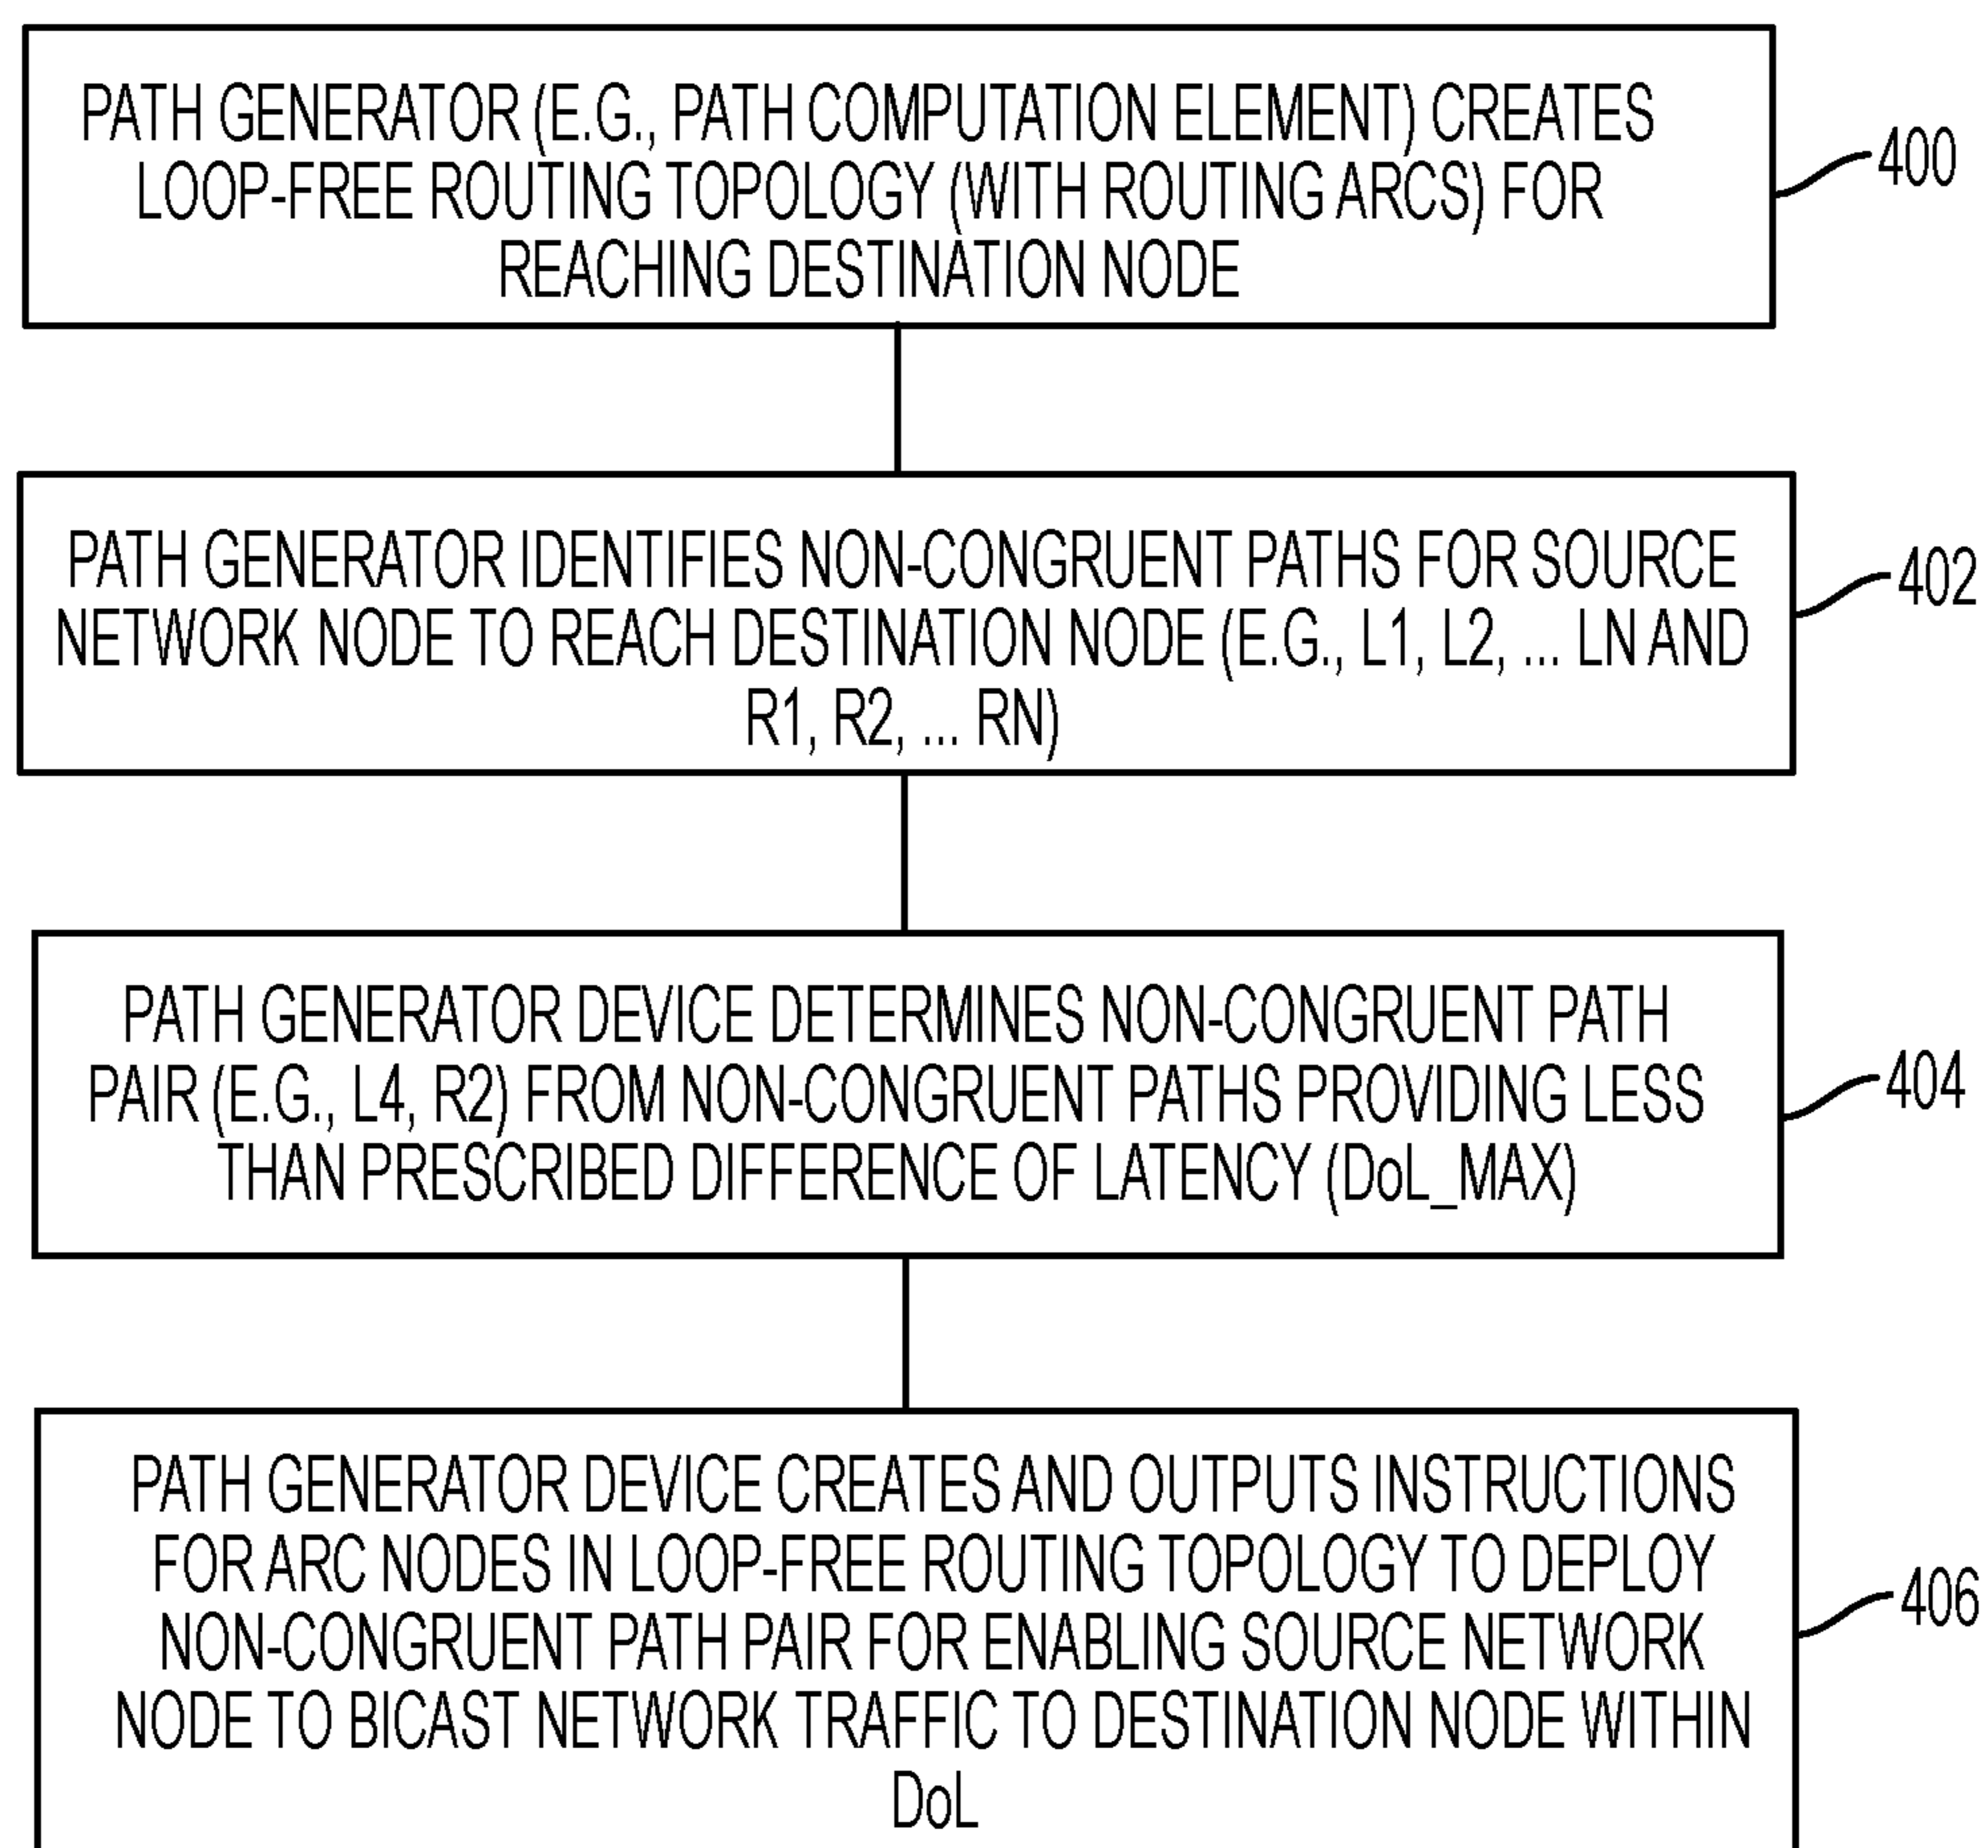 PATH GENERATOR (E.G., PATH COMPUTATION ELEMENT) CREATES
LOOP-FREE ROUTING TOPOLOGY (WITH ROUTING ARCS) FOR
REACHING DESTINATION NODE
400
PATH GENERATOR IDENTIFIES NON-CONGRUENT PATHS FOR SOURCE
NETWORK NODE TO REACH DESTINATION NODE (E.G., L1, L2, ... LN AND
R1, R2, ... RN)
402
PATH GENERATOR DEVICE DETERMINES NON-CONGRUENT PATH
PAIR (E.G., L4, R2) FROM NON-CONGRUENT PATHS PROVIDING LESS
THAN PRESCRIBED DIFFERENCE OF LATENCY (DoL_MAX)
404
PATH GENERATOR DEVICE CREATES AND OUTPUTS INSTRUCTIONS
FOR ARC NODES IN LOOP-FREE ROUTING TOPOLOGY TO DEPLOY
NON-CONGRUENT PATH PAIR FOR ENABLING SOURCE NETWORK
NODE TO BICAST NETWORK TRAFFIC TO DESTINATION NODE WITHIN
DoL
406